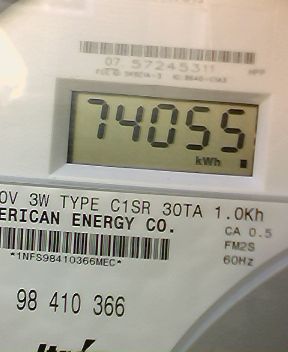 07 57245311
74055
kWh
0V 3W TYPE C1SR 30TA 1.0Kh
ERICAN ENERGY CO. CA 0.5
FM2S
*1NFS98410366MEC* 60Hz
98 410 366